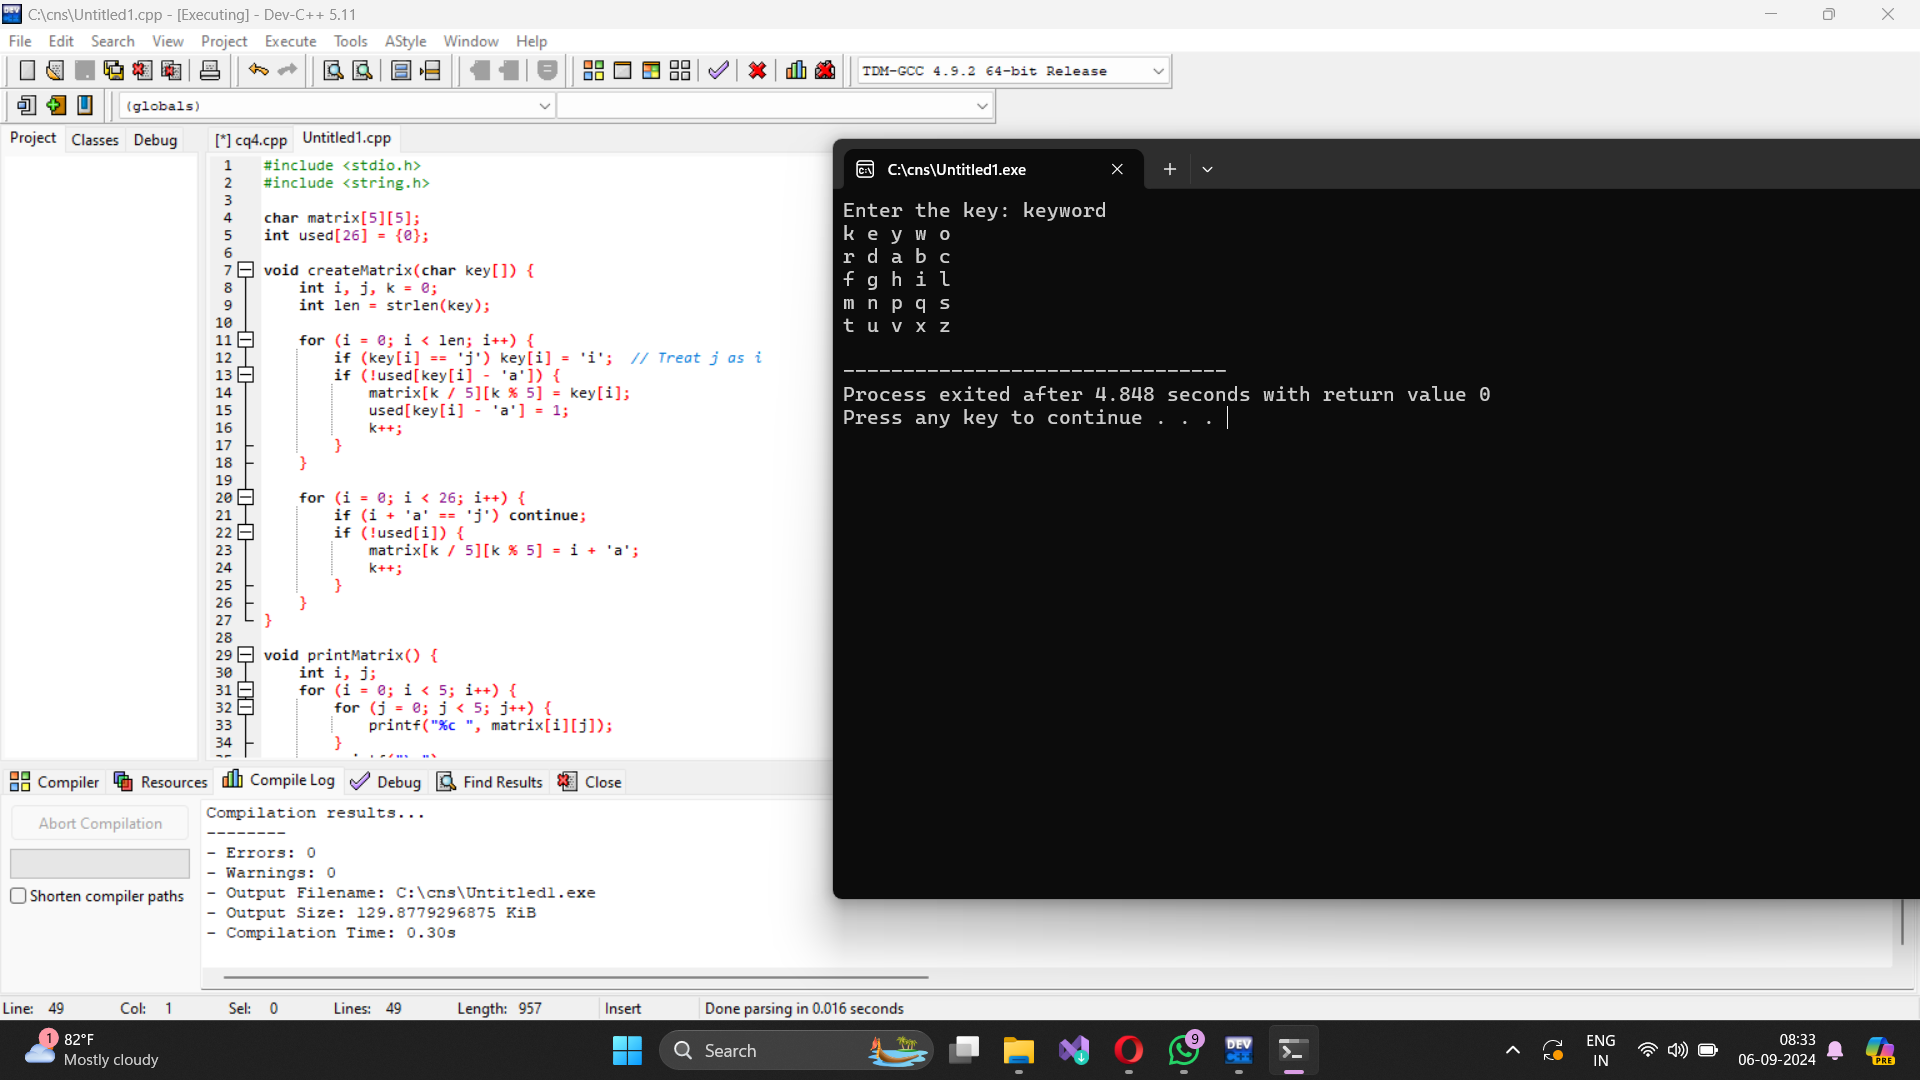 C:\cns\Untitled1.cpp - [Executing] - Dev-C++ 5.11
File Edit Search View Project Execute Tools AStyle Window Help
TDM-GCC 4.9.2 64-bit Release
(globals)
Project Classes Debug
[*] cq4.cpp Untitled1.cpp
1 #include <stdio.h>
2 #include <string.h>
3
4 char matrix[5][5];
5 int used[26] = {0};
6
7 void createMatrix(char key[]) {
8 int i, j, k = 0;
9 int len = strlen(key);
10
11 for (i = 0; i < len; i++) {
12 if (key[i] == 'j') key[i] = 'i'; // Treat j as i
13 if (!used[key[i] - 'a']) {
14 matrix[k / 5][k % 5] = key[i];
15 used[key[i] - 'a'] = 1;
16 k++;
17 }
18 }
19
20 for (i = 0; i < 26; i++) {
21 if (i + 'a' == 'j') continue;
22 if (!used[i]) {
23 matrix[k / 5][k % 5] = i + 'a';
24 k++;
25 }
26 }
27 }
28
29 void printMatrix() {
30 int i, j;
31 for (i = 0; i < 5; i++) {
32 for (j = 0; j < 5; j++) {
33 printf("%c ", matrix[i][j]);
34 }
C:\cns\Untitled1.exe
Enter the key: keyword
k e y w o
r d a b c
f g h i l
m n p q s
t u v x z
--------------------------------
Process exited after 4.848 seconds with return value 0
Press any key to continue . . .
Compiler Resources Compile Log Debug Find Results Close
Abort Compilation
Shorten compiler paths
Compilation results...
--------
- Errors: 0
- Warnings: 0
- Output Filename: C:\cns\Untitled1.exe
- Output Size: 129.8779296875 KiB
- Compilation Time: 0.30s
Line: 49 Col: 1 Sel: 0 Lines: 49 Length: 957 Insert Done parsing in 0.016 seconds
1
82°F
Mostly cloudy
Search
9
DEV
ENG
IN
08:33
06-09-2024
PRE